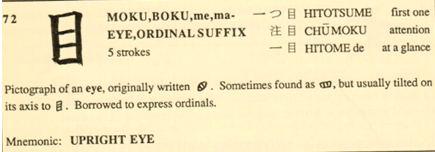 72 目 MOKU,BOKU,me,ma- 一つ目 HITOTSUME first one
EYE,ORDINAL SUFFIX 注目 CHŪMOKU attention
5 strokes 一目 HITOME de at a glance
Pictograph of an eye, originally written . Sometimes found as , but usually tilted on
its axis to 目. Borrowed to express ordinals.
Mnemonic: UPRIGHT EYE